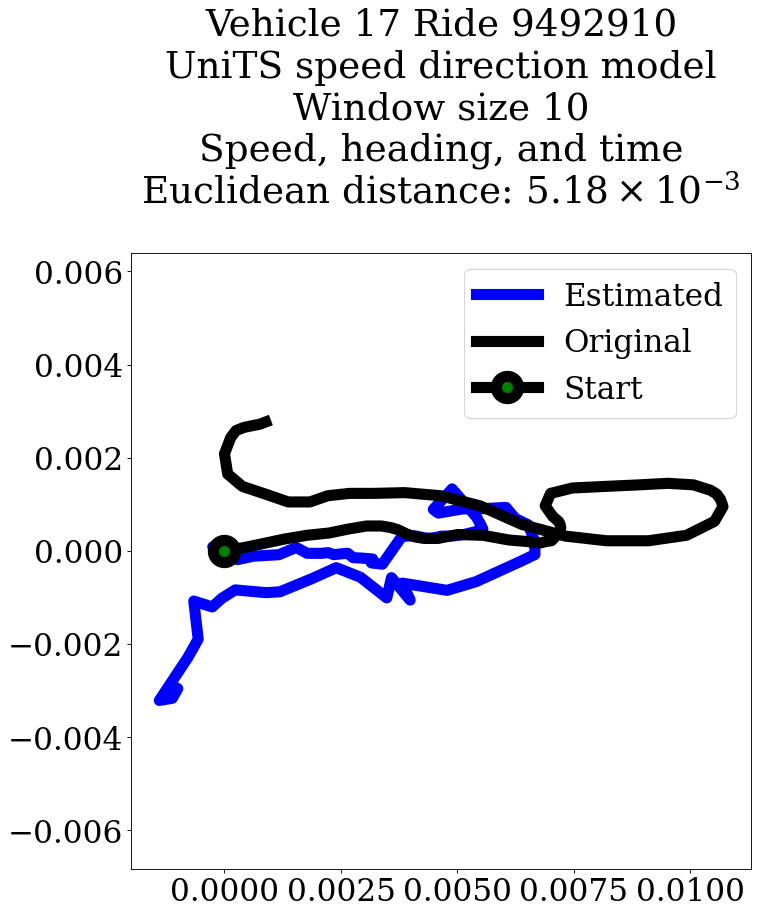 Vehicle 17 Ride 9492910
UniTS speed direction model
Window size 10
Speed, heading, and time
Euclidean distance: 5.18 × 10⁻³
Estimated
Original
Start
0.006
0.004
0.002
0.000
−0.002
−0.004
−0.006
0.0000 0.0025 0.0050 0.0075 0.0100